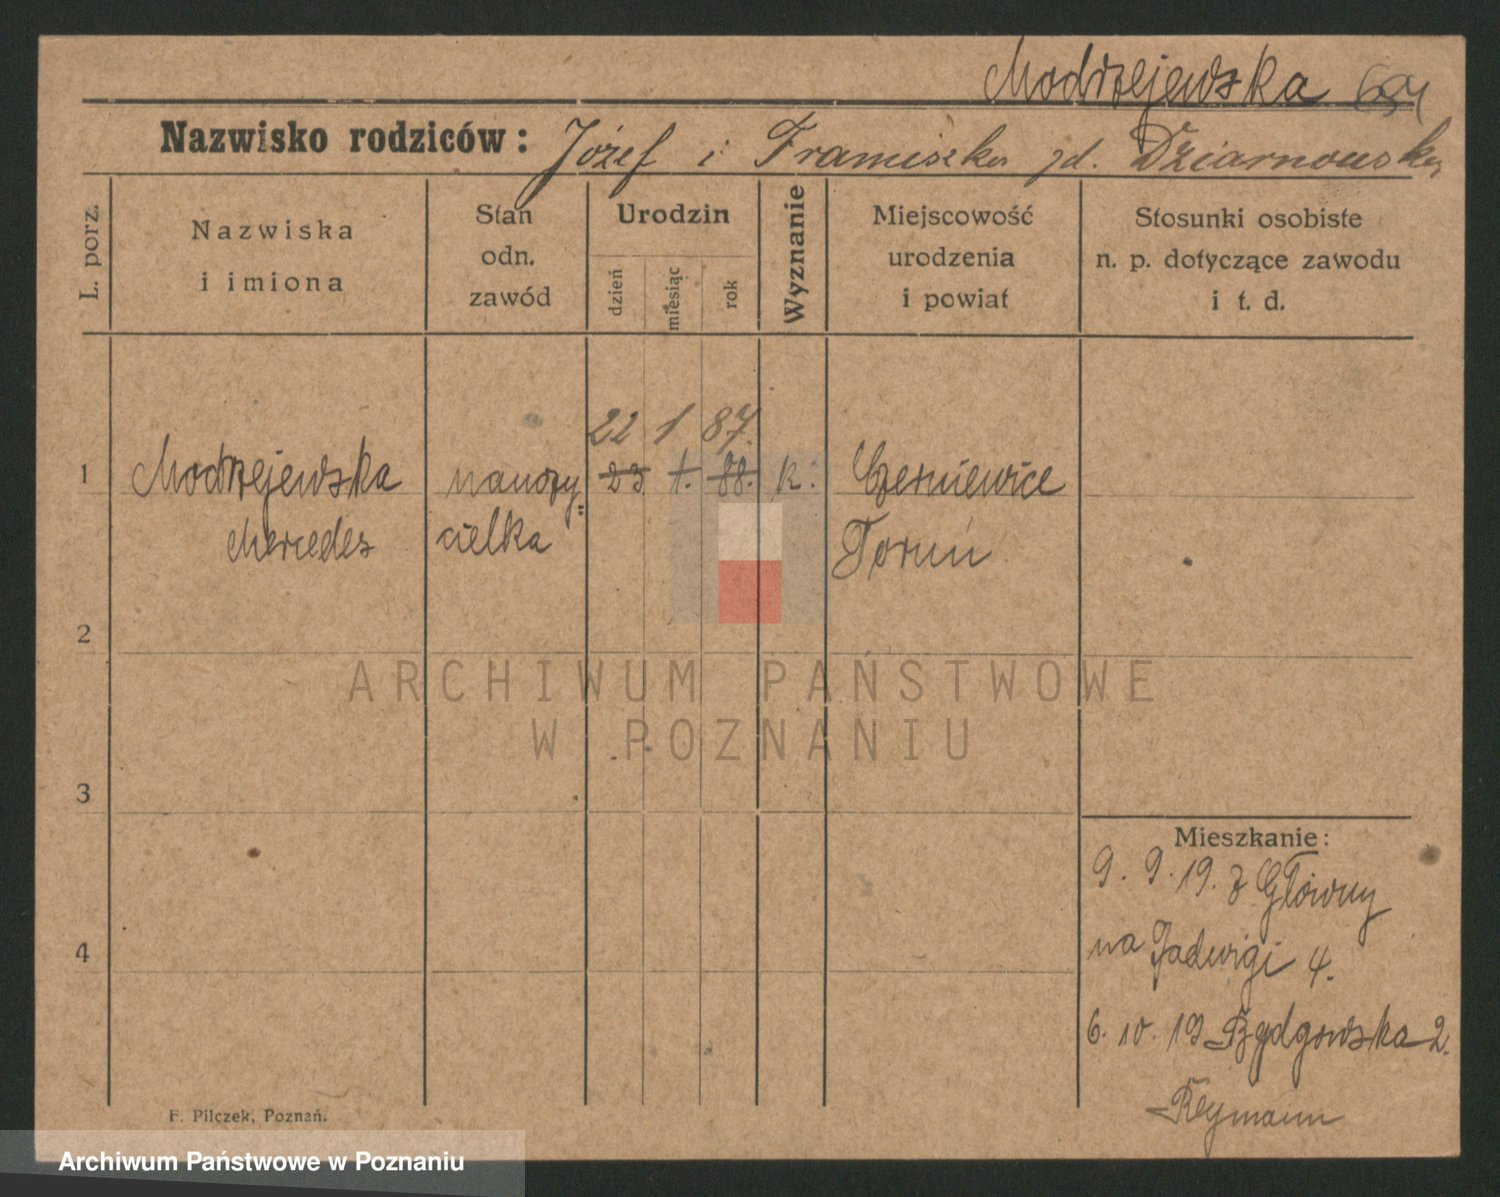 Modrzejewska
Nazwisko rodziców: Józef i Franciszka zd. Dziarnowska
L. porz.
Nazwiska
i imiona
Stan
odn.
zawód
Urodzin
dzień
miesiąc
rok
Wyznanie
Miejscowość
urodzenia
i powiat
Stosunki osobiste
n. p. dotyczące zawodu
i t. d.
22 1 87.
1 Modrzejewska nauczy= 23 1. 88. k. Czerniewice
Mercedes cielka Toruń
2
ARCHIWUM PAŃSTWOWE
W POZNANIU
3
Mieszkanie:
9. 9. 19. z Główny
na Jadwigi 4.
4
6. 10. 19 Bydgowska 2.
Reymann
F. Pilczek, Poznań.
Archiwum Państwowe w Poznaniu